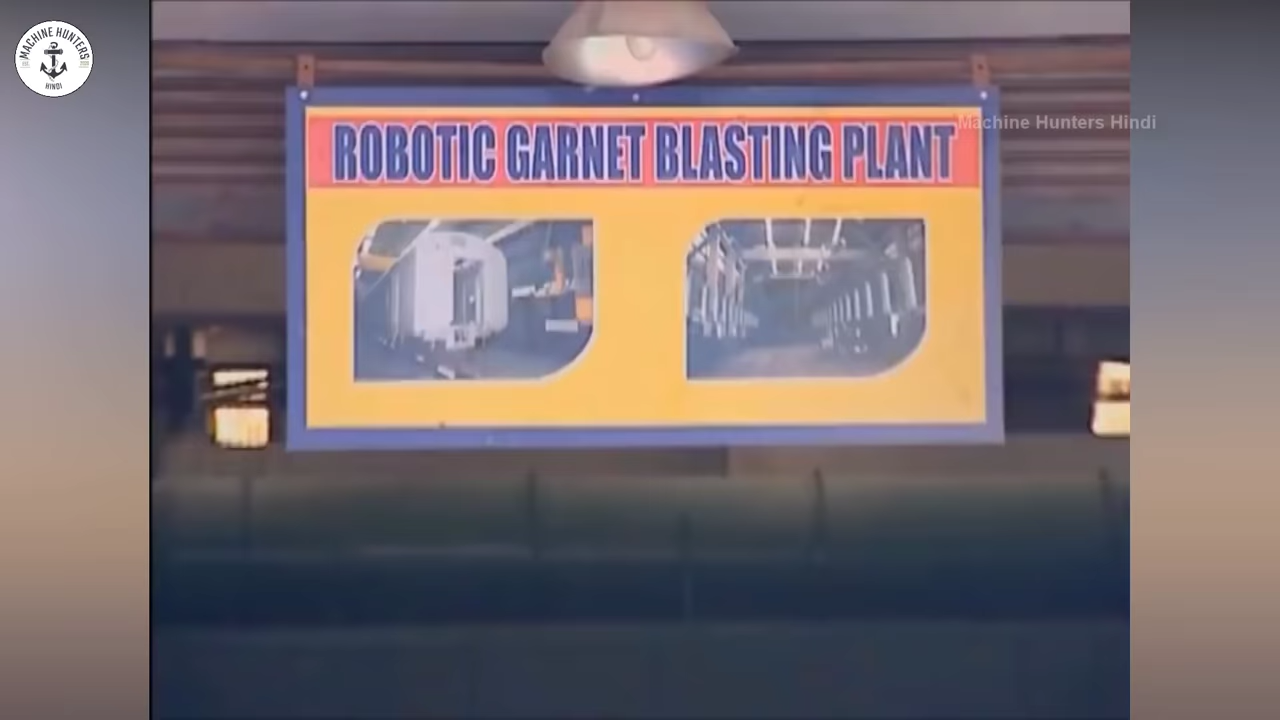 MACHINE HUNTERS
HINDI
Machine Hunters Hindi
ROBOTIC GARNET BLASTING PLANT